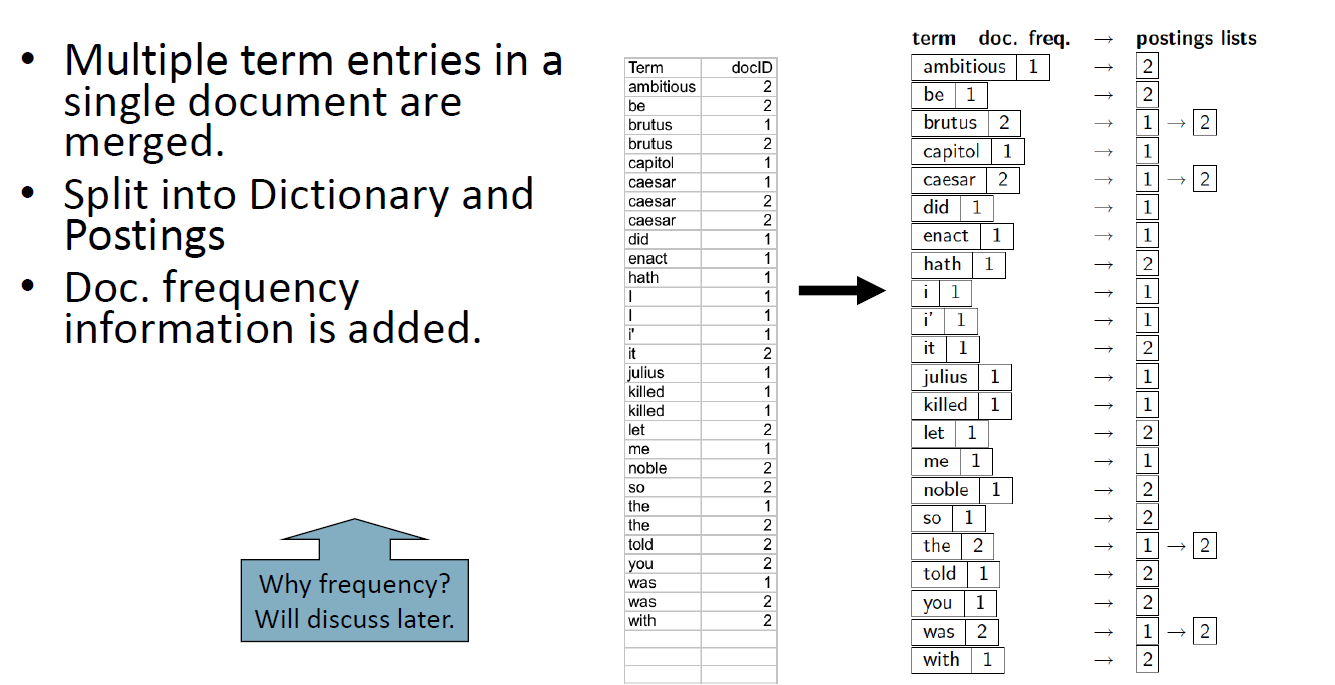 • Multiple term entries in a
single document are
merged.
• Split into Dictionary and
Postings
• Doc. frequency
information is added.
Why frequency?
Will discuss later.
Term docID
ambitious 2
be 2
brutus 1
brutus 2
capitol 1
caesar 1
caesar 2
caesar 2
did 1
enact 1
hath 1
I 1
I 1
i' 1
it 2
julius 1
killed 1
killed 1
let 2
me 1
noble 2
so 2
the 1
the 2
told 2
you 2
was 1
was 2
with 2
term doc. freq. → postings lists
ambitious 1 → 2
be 1 → 2
brutus 2 → 1 → 2
capitol 1 → 1
caesar 2 → 1 → 2
did 1 → 1
enact 1 → 1
hath 1 → 2
i 1 → 1
i' 1 → 1
it 1 → 2
julius 1 → 1
killed 1 → 1
let 1 → 2
me 1 → 1
noble 1 → 2
so 1 → 2
the 2 → 1 → 2
told 1 → 2
you 1 → 2
was 2 → 1 → 2
with 1 → 2